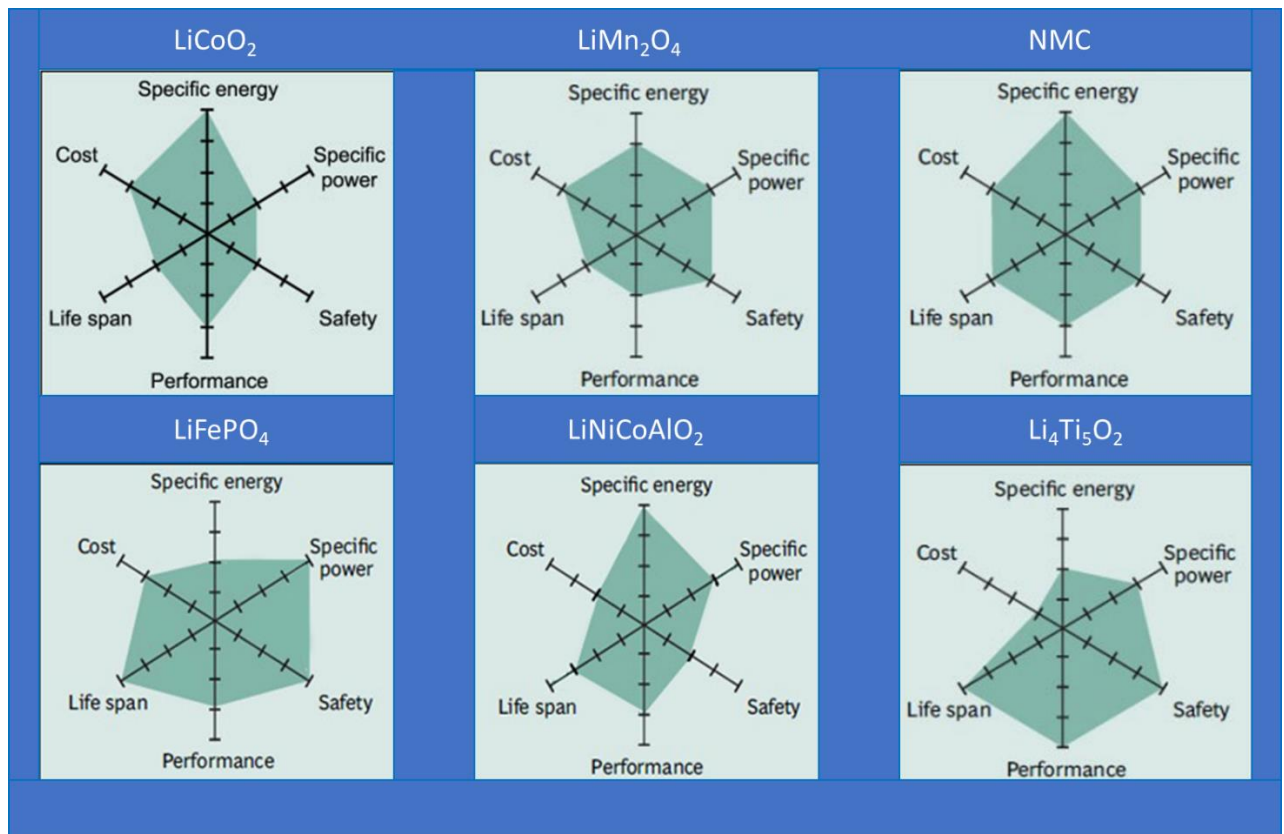 LiCoO₂
LiMn₂O₄
NMC
Specific energy
Cost
Specific
power
Life span
Safety
Performance
Specific energy
Cost
Specific
power
Life span
Safety
Performance
Specific energy
Cost
Specific
power
Life span
Safety
Performance
LiFePO₄
LiNiCoAlO₂
Li₄Ti₅O₂
Specific energy
Cost
Specific
power
Life span
Safety
Performance
Specific energy
Cost
Specific
power
Life span
Safety
Performance
Specific energy
Cost
Specific
power
Life span
Safety
Performance